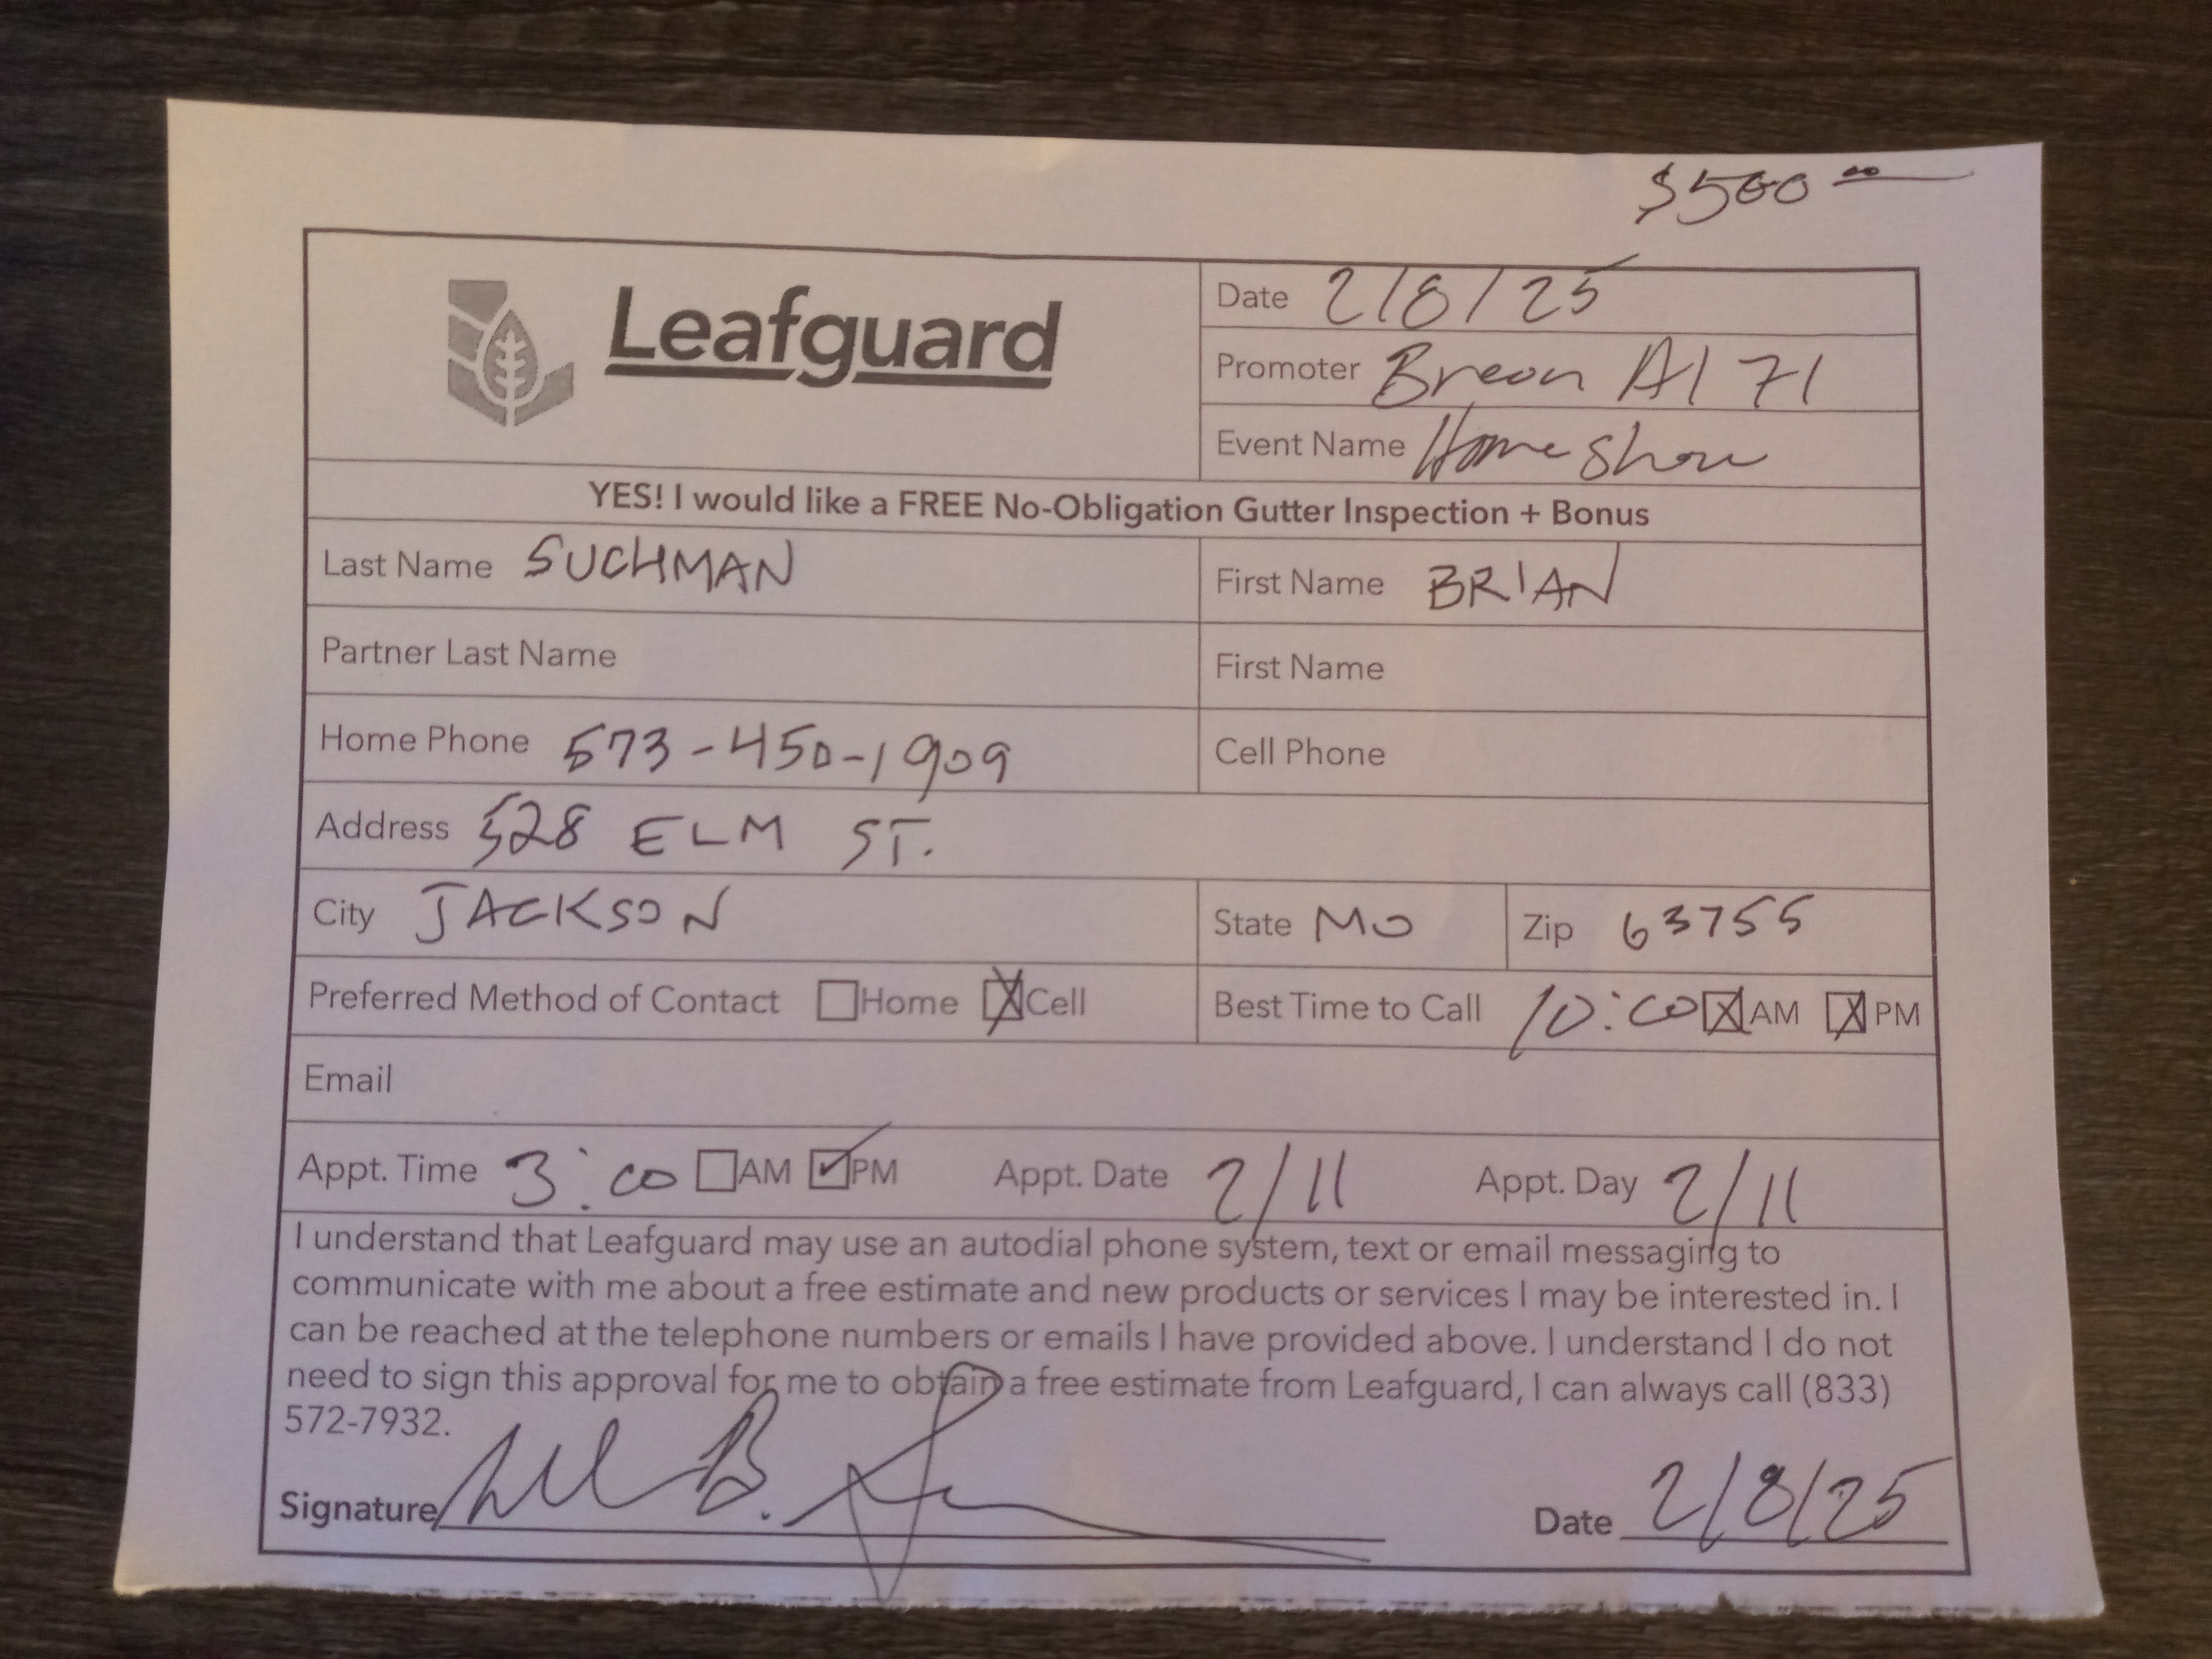 $500 00
Leafguard
Date 2/8/25
Promoter Breon A171
Event Name Home Show
YES! I would like a FREE No-Obligation Gutter Inspection + Bonus
Last Name SUCHMAN First Name BRIAN
Partner Last Name First Name
Home Phone 573-450-1909 Cell Phone
Address 528 ELM ST.
City JACKSON State MO Zip 63755
Preferred Method of Contact Home Cell Best Time to Call 10:00 AM PM
Email
Appt. Time 3:00 AM PM Appt. Date 2/11 Appt. Day 2/11
I understand that Leafguard may use an autodial phone system, text or email messaging to
communicate with me about a free estimate and new products or services I may be interested in. I
can be reached at the telephone numbers or emails I have provided above. I understand I do not
need to sign this approval for me to obtain a free estimate from Leafguard, I can always call (833)
572-7932.
Signature Date 2/8/25